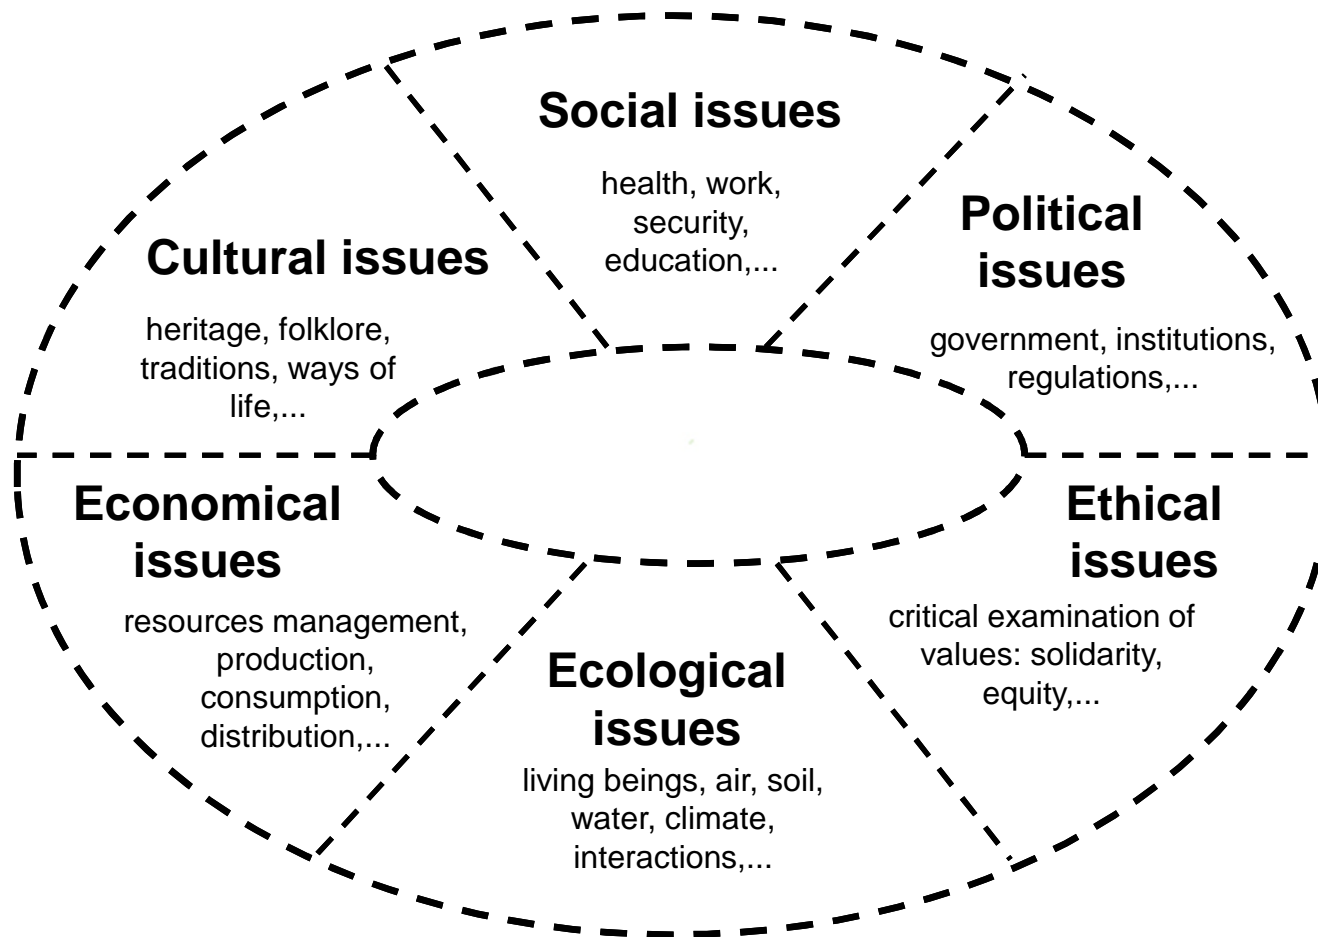 Social issues
health, work,
security,
education,...
Political
issues
government, institutions,
regulations,...
Cultural issues
heritage, folklore,
traditions, ways of
life,...
Economical
issues
resources management,
production,
consumption,
distribution,...
Ecological
issues
living beings, air, soil,
water, climate,
interactions,...
Ethical
issues
critical examination of
values: solidarity,
equity,...